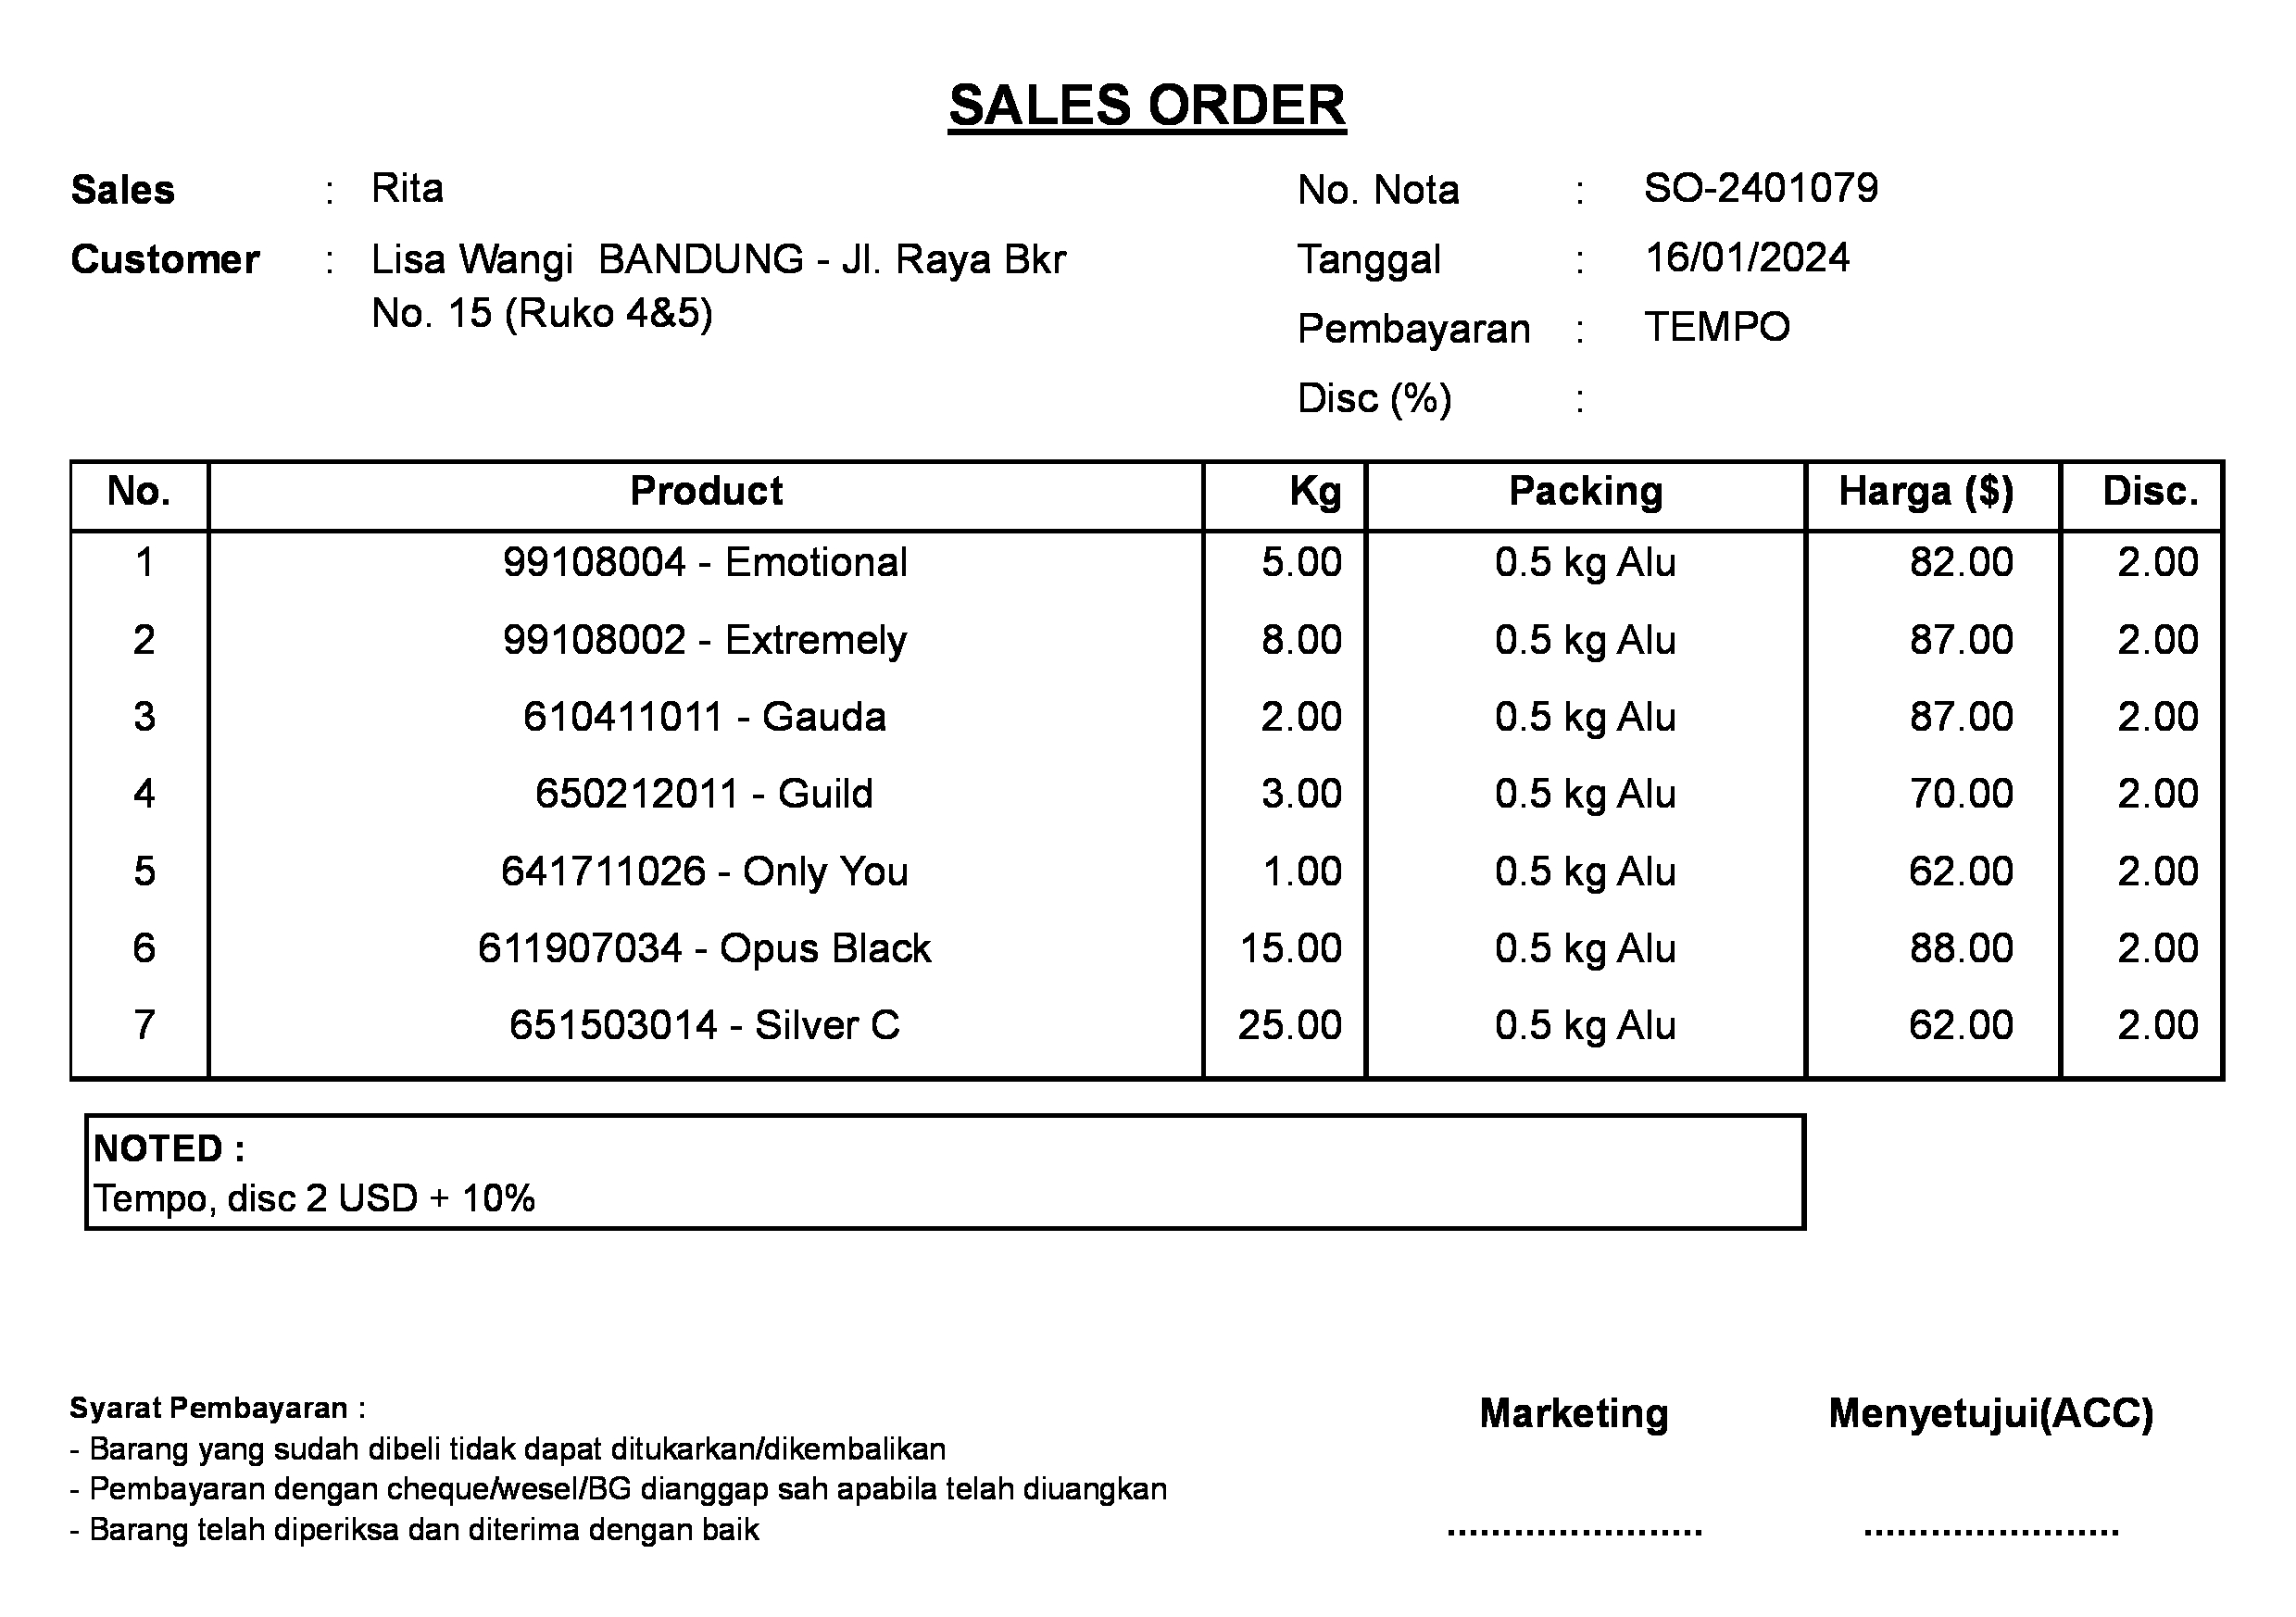 SALES ORDER
Sales : Rita No. Nota : SO-2401079
Customer : Lisa Wangi BANDUNG - Jl. Raya Bkr Tanggal : 16/01/2024
No. 15 (Ruko 4&5)
Pembayaran : TEMPO
Disc (%) :
No. Product Kg Packing Harga ($) Disc.
1 99108004 - Emotional 5.00 0.5 kg Alu 82.00 2.00
2 99108002 - Extremely 8.00 0.5 kg Alu 87.00 2.00
3 610411011 - Gauda 2.00 0.5 kg Alu 87.00 2.00
4 650212011 - Guild 3.00 0.5 kg Alu 70.00 2.00
5 641711026 - Only You 1.00 0.5 kg Alu 62.00 2.00
6 611907034 - Opus Black 15.00 0.5 kg Alu 88.00 2.00
7 651503014 - Silver C 25.00 0.5 kg Alu 62.00 2.00
NOTED :
Tempo, disc 2 USD + 10%
Syarat Pembayaran : Marketing Menyetujui(ACC)
- Barang yang sudah dibeli tidak dapat ditukarkan/dikembalikan
- Pembayaran dengan cheque/wesel/BG dianggap sah apabila telah diuangkan
- Barang telah diperiksa dan diterima dengan baik ....................... .......................